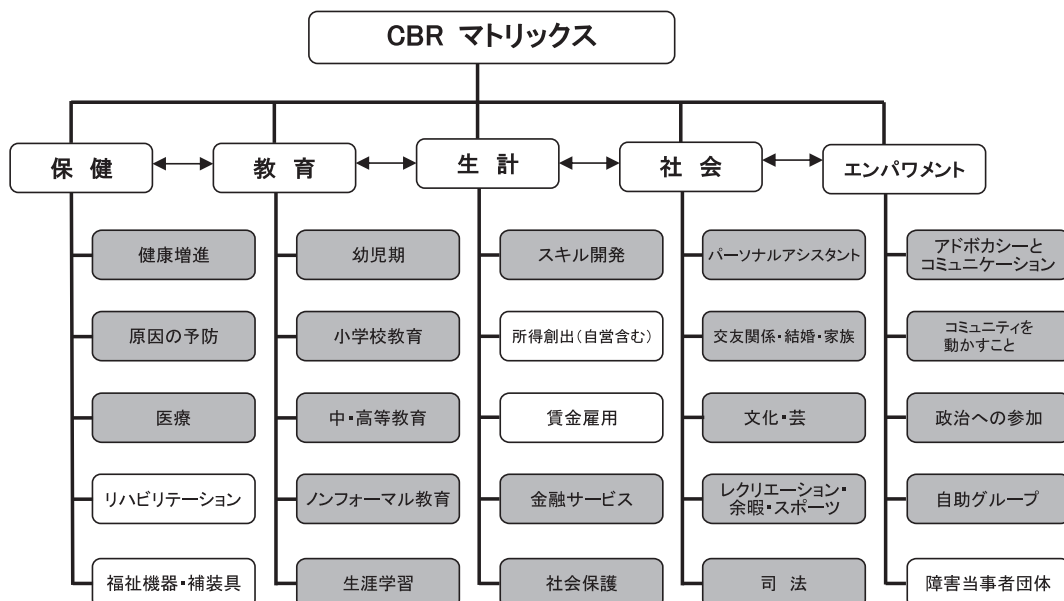 CBR マトリックス
保健
教育
生計
社会
エンパワメント
健康増進
原因の予防
医療
リハビリテーション
福祉機器・補装具
幼児期
小学校教育
中・高等教育
ノンフォーマル教育
生涯学習
スキル開発
所得創出(自営含む)
賃金雇用
金融サービス
社会保護
パーソナルアシスタント
交友関係・結婚・家族
文化・芸
レクリエーション・
余暇・スポーツ
司法
アドボカシーと
コミュニケーション
コミュニティを
動かすこと
政治への参加
自助グループ
障害当事者団体